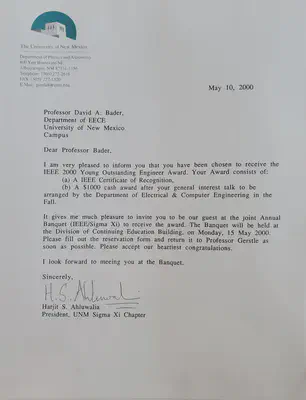 The University of New Mexico
Department of Physics and Astronomy
800 Yale Boulevard NE
Albuquerque, NM 87131-1156
Telephone (505) 277-2616
FAX (505) 277-1520
E-Mail:
May 10, 2000
Professor David A. Bader,
Department of EECE
University of New Mexico
Campus
Dear Professor Bader,
I am very pleased to inform you that you have been chosen to receive the
IEEE 2000 Young Outstanding Engineer Award. Your Award consists of:
(a) A IEEE Certificate of Recognition,
(b) A $1000 cash award after your general interest talk to be
arranged by the Department of Electrical & Computer Engineering in the
Fall.
It gives me much pleasure to invite you to be our guest at the joint Annual
Banquet (IEEE/Sigma Xi) to receive the award. The Banquet will be held
at the Division of Continuing Education Building, on Monday, 15 May 2000.
Please fill out the reservation form and return it to Professor Gerstle as
soon as possible. Please accept our heartiest congratulations.
I look forward to meeing you at the Banquet.
Sincerely,
H.S. Ahluwalia
Harjit S. Ahluwalia
President, UNM Sigma Xi Chapter